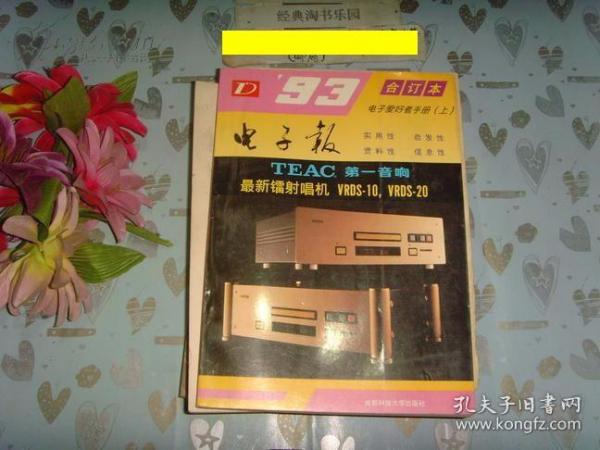 经典淘书乐园
D
'93
合订本
电子爱好者手册(上)
电子报
实用性 启发性
资料性 信息性
TEAC 第一音响
最新镭射唱机 VRDS-10, VRDS-20
成都科技大学出版社
孔夫子旧书网
www.kongfz.com